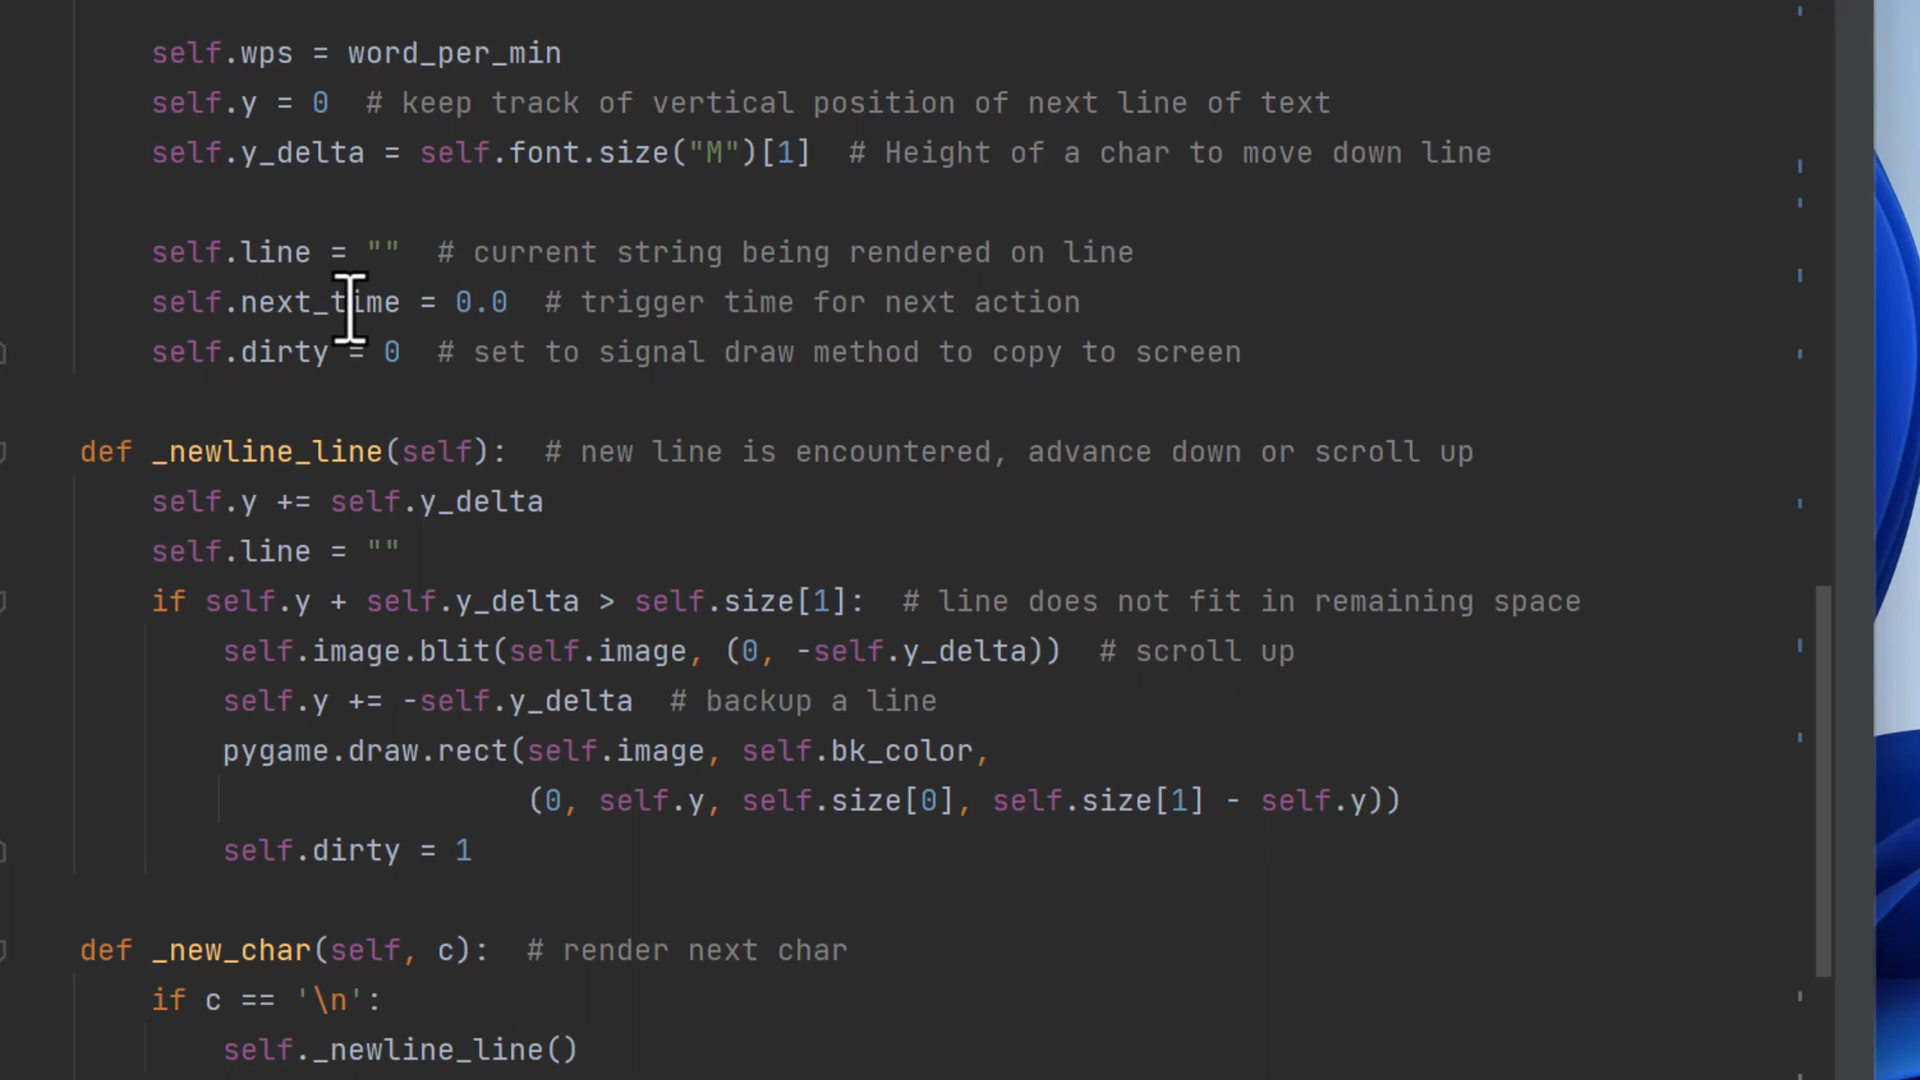 self.wps = word_per_min
self.y = 0  # keep track of vertical position of next line of text
self.y_delta = self.font.size("M")[1]  # Height of a char to move down line
self.line = ""  # current string being rendered on line
self.next_time = 0.0  # trigger time for next action
self.dirty = 0  # set to signal draw method to copy to screen
def _newline_line(self):  # new line is encountered, advance down or scroll up
self.y += self.y_delta
self.line = ""
if self.y + self.y_delta > self.size[1]:  # line does not fit in remaining space
self.image.blit(self.image, (0, -self.y_delta))  # scroll up
self.y += -self.y_delta  # backup a line
pygame.draw.rect(self.image, self.bk_color,
(0, self.y, self.size[0], self.size[1] - self.y))
self.dirty = 1
def _new_char(self, c):  # render next char
if c == '\n':
self._newline_line()